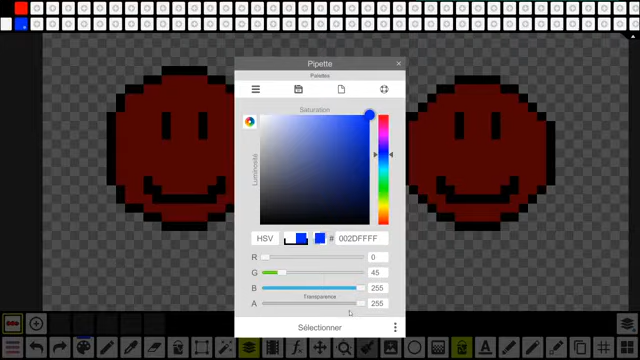 Pipette
Palettes
Saturation
Luminosité
HSV
# 002DFFFF
R 0
G 45
B 255
Transparence
A 255
Sélectionner